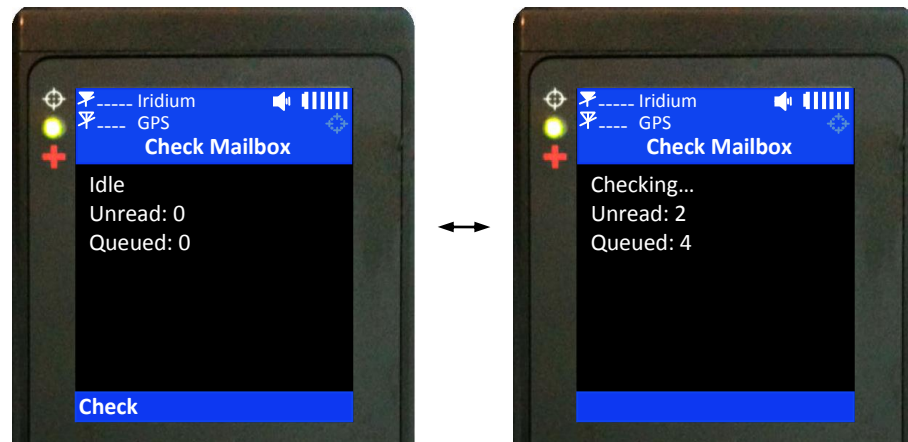 ----- Iridium
---- GPS
Check Mailbox
Idle
Unread: 0
Queued: 0
Check
----- Iridium
---- GPS
Check Mailbox
Checking…
Unread: 2
Queued: 4